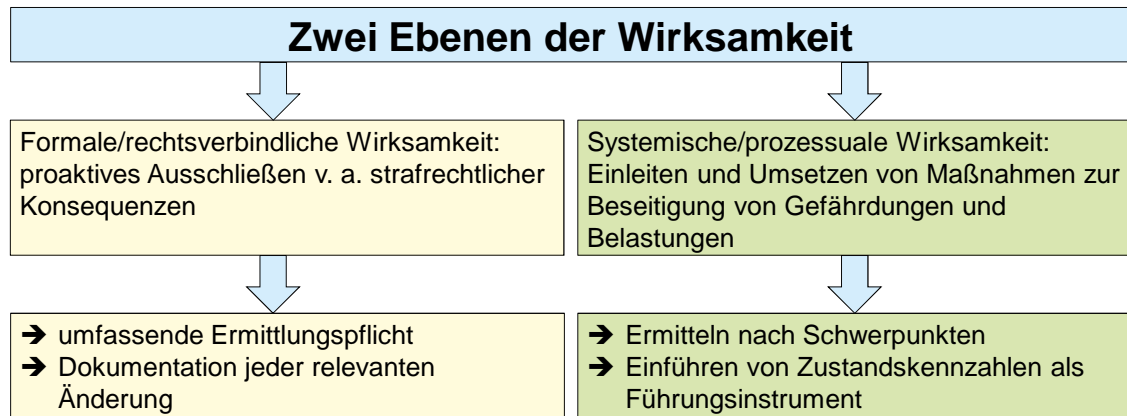 Zwei Ebenen der Wirksamkeit
Formale/rechtsverbindliche Wirksamkeit:
proaktives Ausschließen v. a. strafrechtlicher
Konsequenzen
Systemische/prozessuale Wirksamkeit:
Einleiten und Umsetzen von Maßnahmen zur
Beseitigung von Gefährdungen und
Belastungen
➔ umfassende Ermittlungspflicht
➔ Dokumentation jeder relevanten
Änderung
➔ Ermitteln nach Schwerpunkten
➔ Einführen von Zustandskennzahlen als
Führungsinstrument